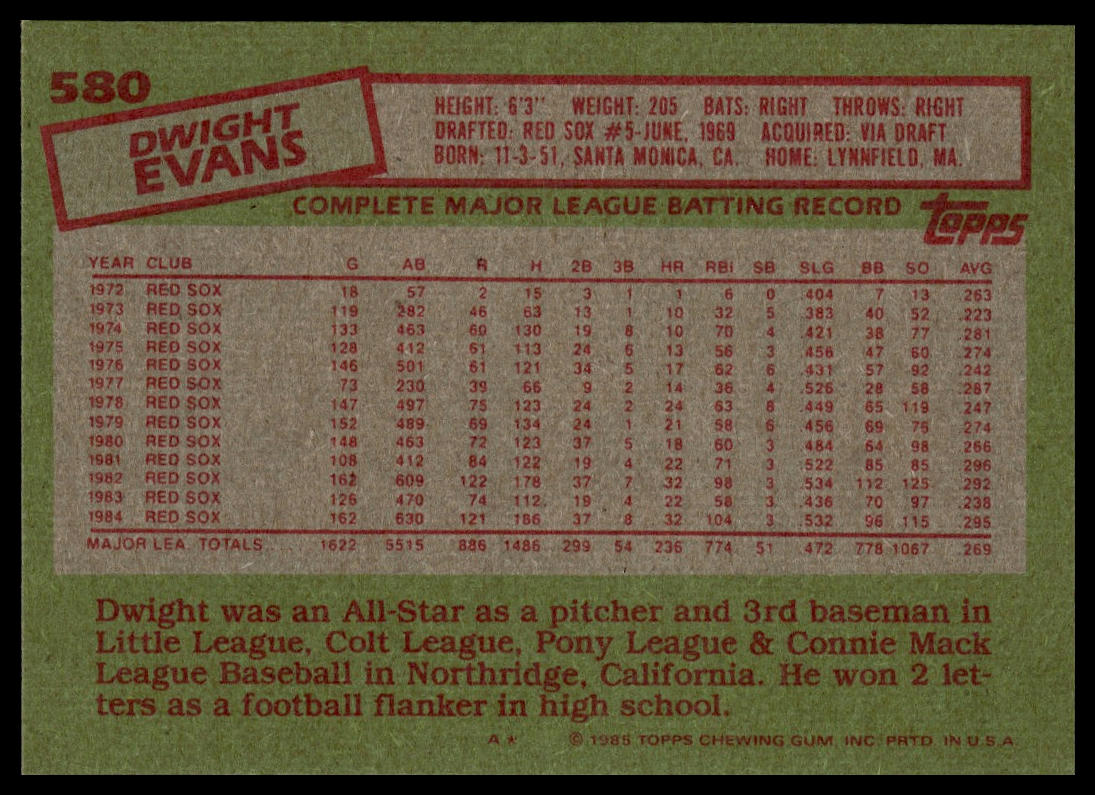 580
DWIGHT
EVANS
HEIGHT: 6'3" WEIGHT: 205 BATS: RIGHT THROWS: RIGHT
DRAFTED: RED SOX #5-JUNE, 1969 ACQUIRED: VIA DRAFT
BORN: 11-3-51, SANTA MONICA, CA. HOME: LYNNFIELD, MA.
COMPLETE MAJOR LEAGUE BATTING RECORD
topps
YEAR CLUB G AB R H 2B 3B HR RBI SB SLG BB SO AVG
1972 RED SOX 18 57 2 15 3 1 1 6 0 .404 7 13 .263
1973 RED SOX 119 282 46 63 13 1 10 32 5 .383 40 52 .223
1974 RED SOX 133 463 60 130 19 8 10 70 4 .421 38 77 .281
1975 RED SOX 128 412 61 113 24 6 13 56 3 .456 47 60 .274
1976 RED SOX 146 501 61 121 34 5 17 62 6 .431 57 92 .242
1977 RED SOX 73 230 39 66 9 2 14 36 4 .526 28 58 .287
1978 RED SOX 147 497 75 123 24 2 24 63 8 .449 65 119 .247
1979 RED SOX 152 489 69 134 24 1 21 58 6 .456 69 76 .274
1980 RED SOX 148 463 72 123 37 5 18 60 3 .484 64 98 .266
1981 RED SOX 108 412 84 122 19 4 22 71 3 .522 85 85 .296
1982 RED SOX 162 609 122 178 37 7 32 98 3 .534 112 125 .292
1983 RED SOX 126 470 74 112 19 4 22 58 3 .436 70 97 .238
1984 RED SOX 162 630 121 186 37 8 32 104 3 .532 96 115 .295
MAJOR LEA. TOTALS 1622 5515 886 1486 299 54 236 774 51 .472 778 1067 .269
Dwight was an All-Star as a pitcher and 3rd baseman in
Little League, Colt League, Pony League & Connie Mack
League Baseball in Northridge, California. He won 2 let-
ters as a football flanker in high school.
A* © 1985 TOPPS CHEWING GUM, INC. PRTD. IN U.S.A.